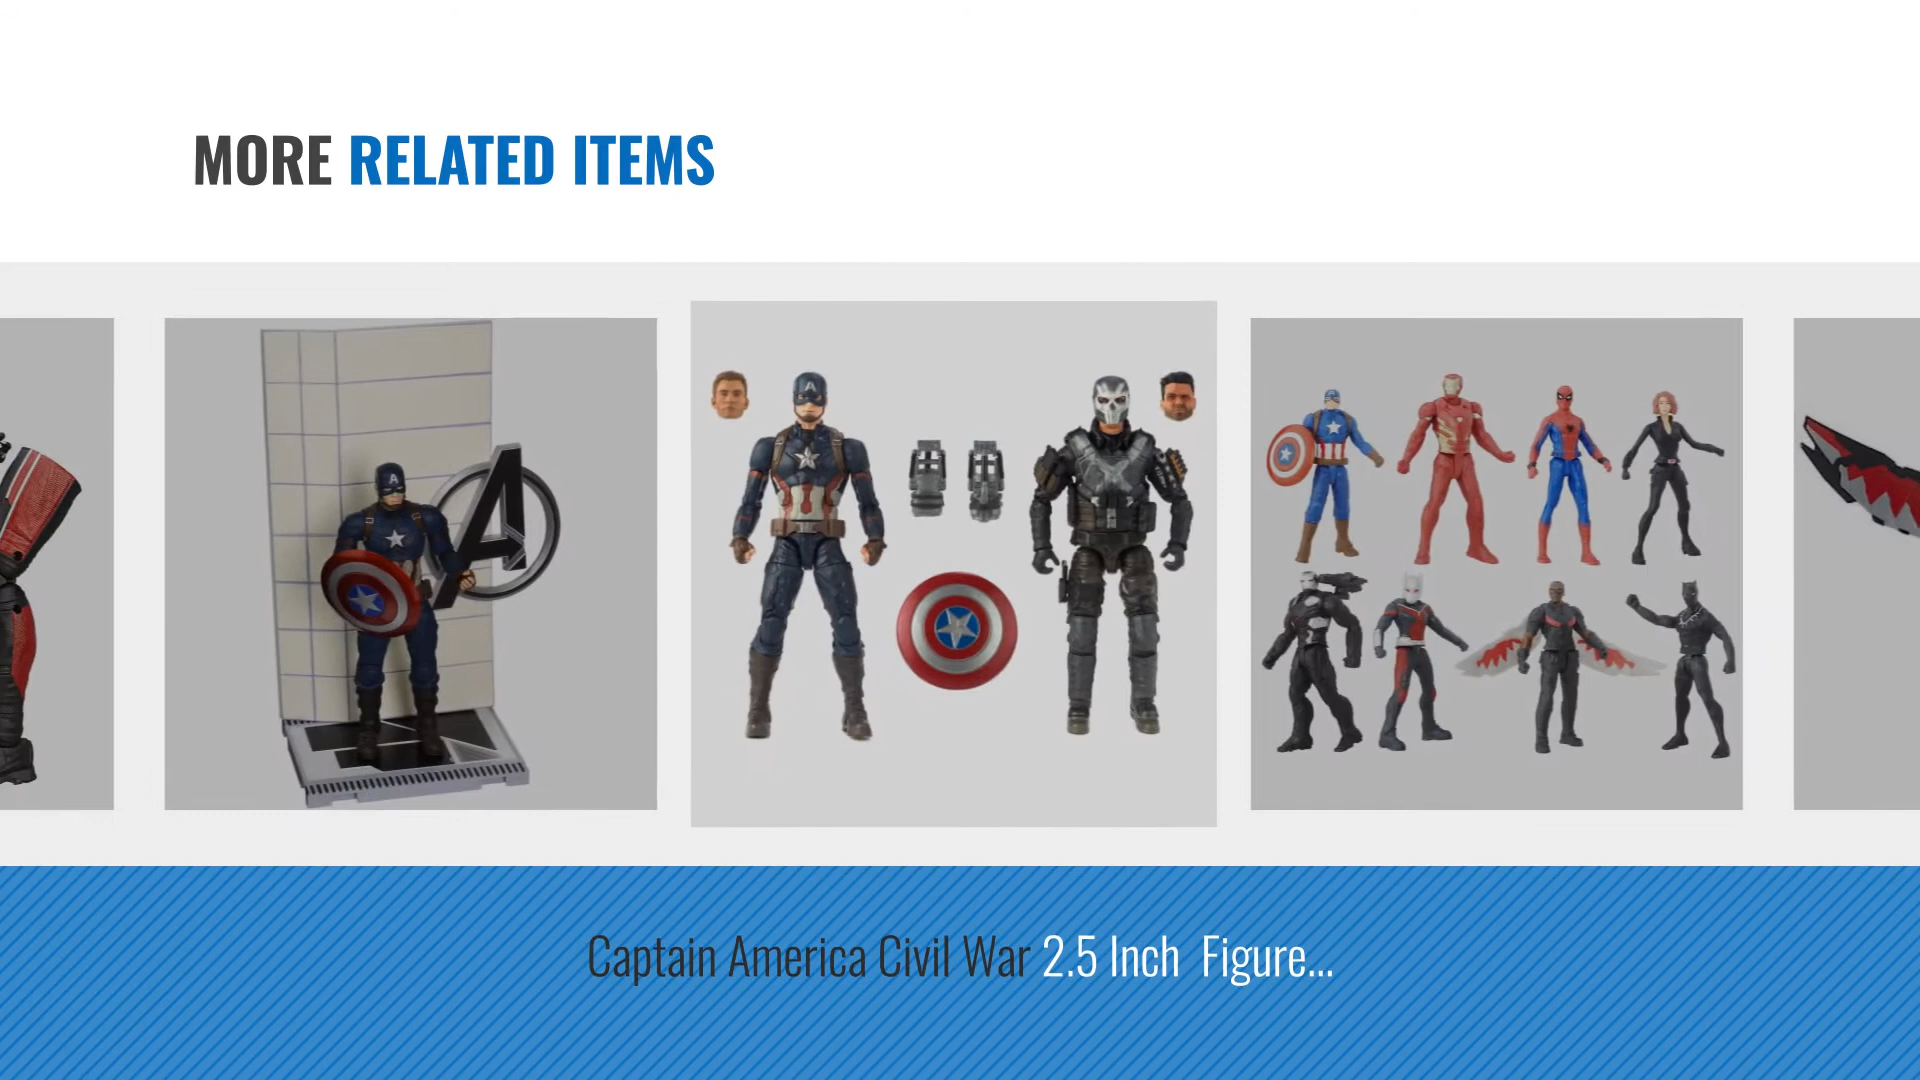 MORE RELATED ITEMS
Captain America Civil War 2.5 Inch Figure...